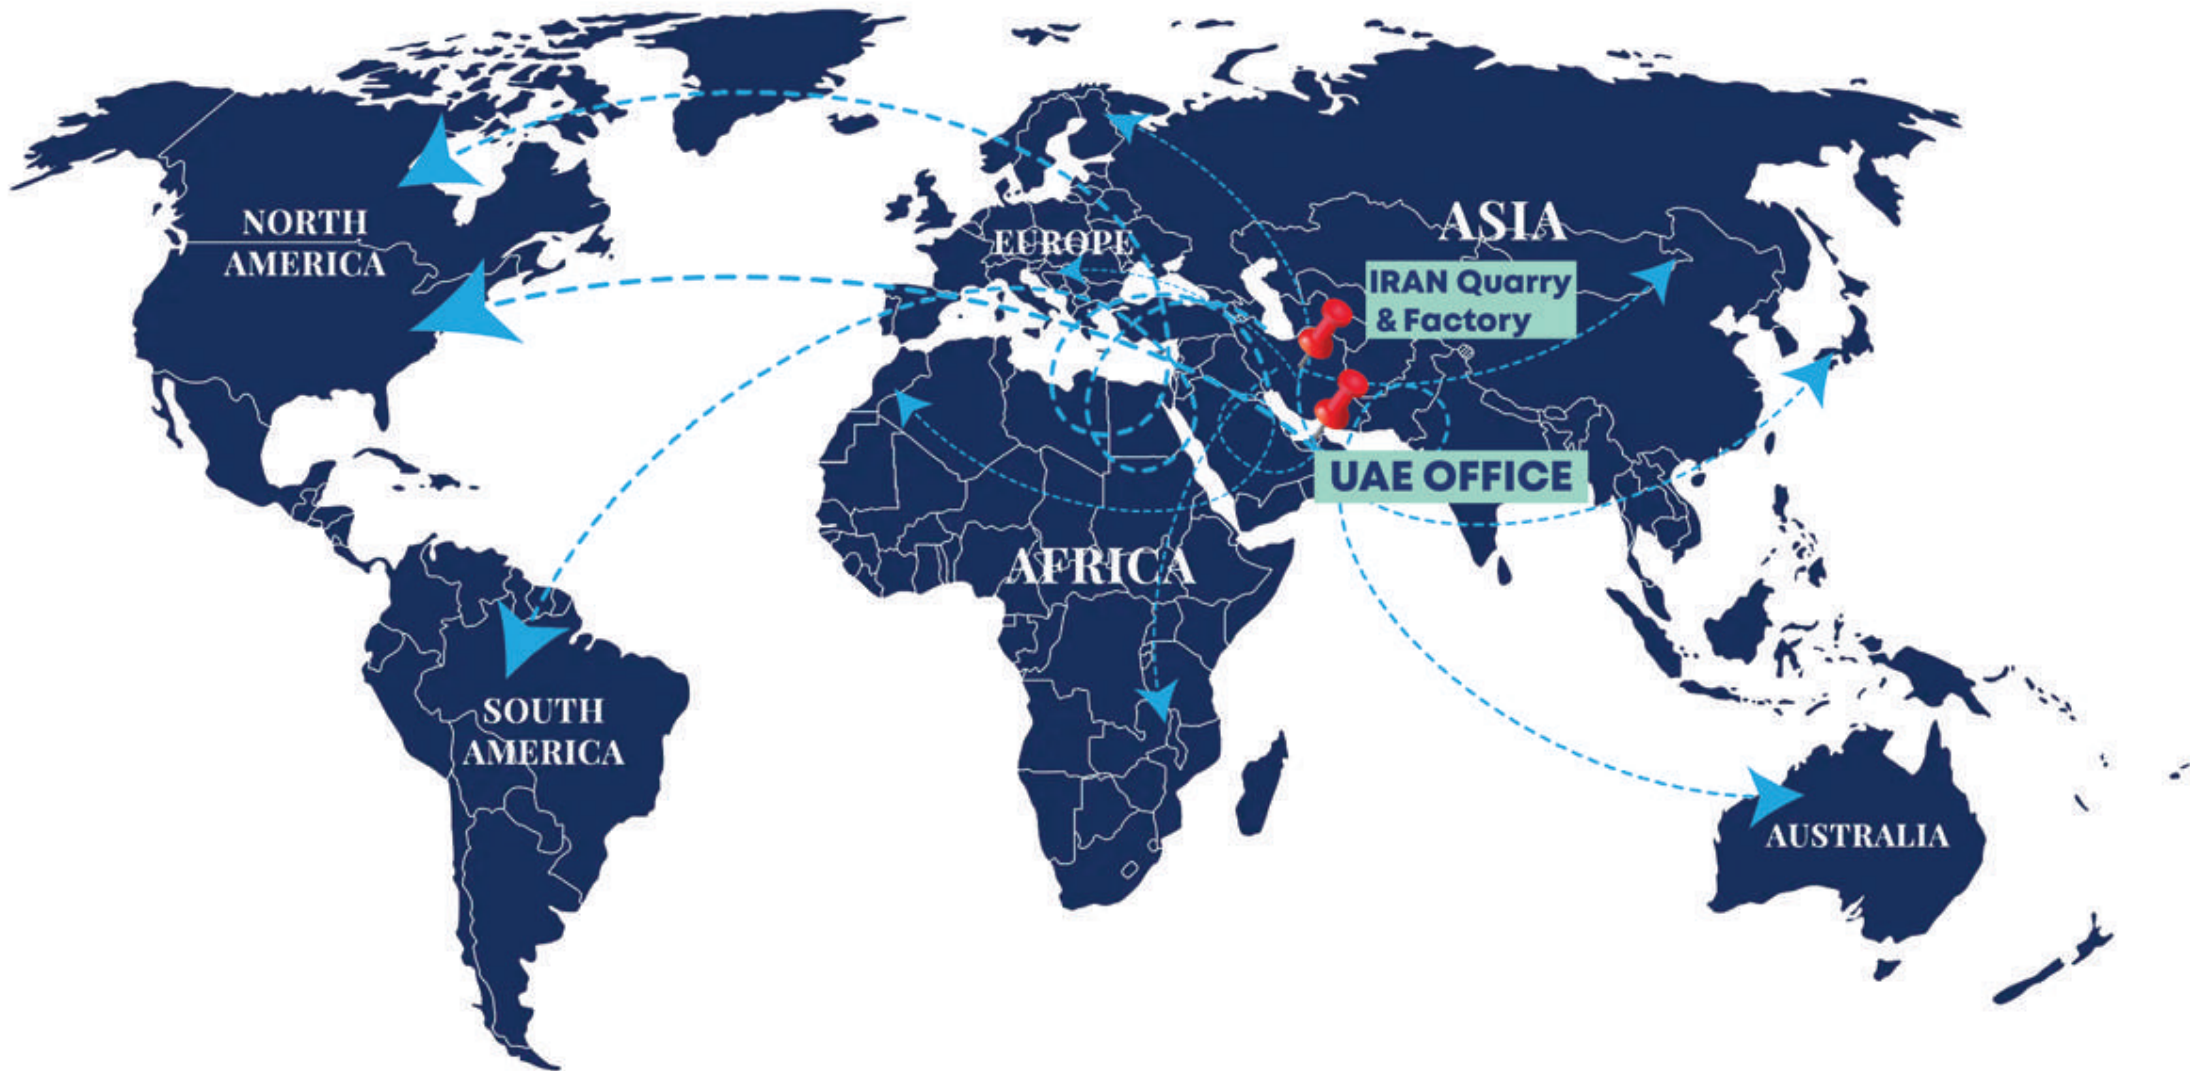 NORTH
AMERICA
EUROPE
ASIA
IRAN Quarry
& Factory
UAE OFFICE
AFRICA
SOUTH
AMERICA
AUSTRALIA